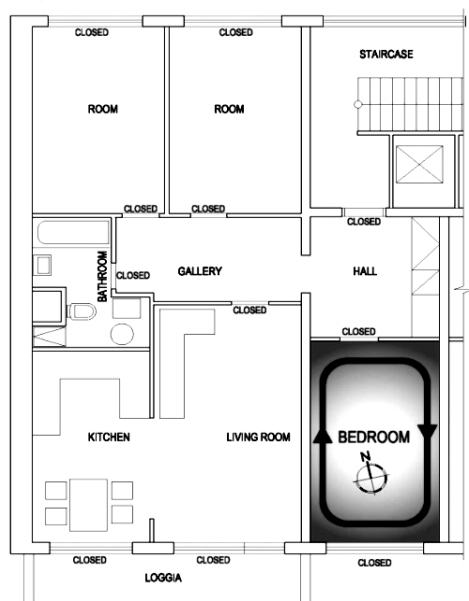 CLOSED
CLOSED
CLOSED
STAIRCASE
ROOM
ROOM
CLOSED
CLOSED
CLOSED
BATHROOM
CLOSED
GALLERY
HALL
CLOSED
CLOSED
KITCHEN
LIVING ROOM
BEDROOM
N
CLOSED
CLOSED
CLOSED
LOGGIA